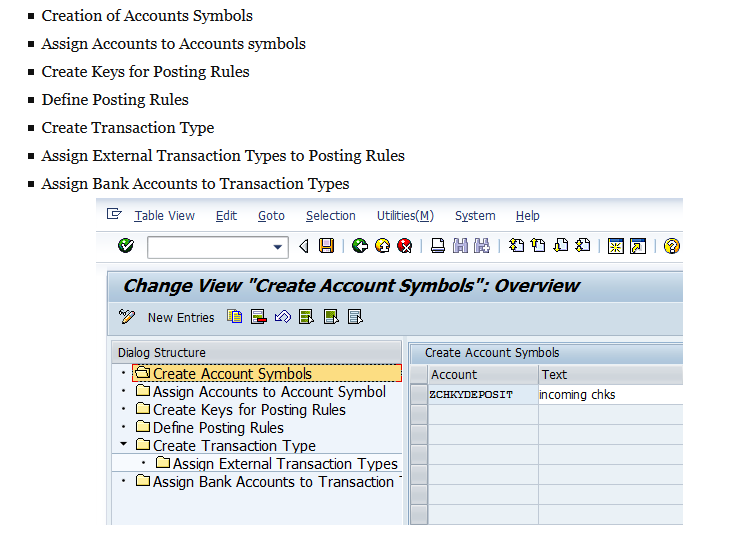 Creation of Accounts Symbols
Assign Accounts to Accounts symbols
Create Keys for Posting Rules
Define Posting Rules
Create Transaction Type
Assign External Transaction Types to Posting Rules
Assign Bank Accounts to Transaction Types
Table View Edit Goto Selection Utilities(M) System Help
Change View "Create Account Symbols": Overview
New Entries
Dialog Structure
Create Account Symbols
Assign Accounts to Account Symbol
Create Keys for Posting Rules
Define Posting Rules
Create Transaction Type
Assign External Transaction Types
Assign Bank Accounts to Transaction
Create Account Symbols
Account Text
ZCHKYDEPOSIT incoming chks